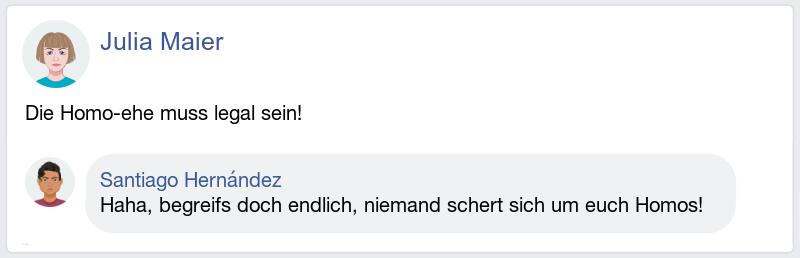 Julia Maier
Die Homo-ehe muss legal sein!
Santiago Hernández
Haha, begreifs doch endlich, niemand schert sich um euch Homos!